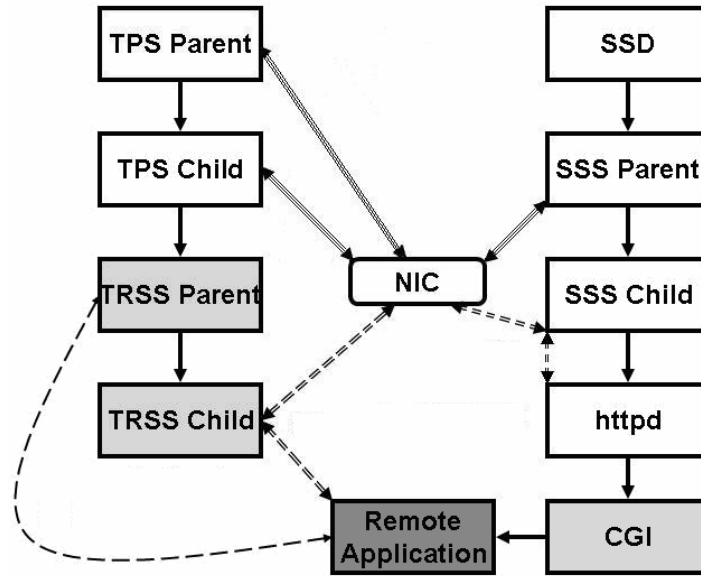 TPS Parent
SSD
TPS Child
SSS Parent
NIC
TRSS Parent
SSS Child
TRSS Child
httpd
Remote
Application
CGI